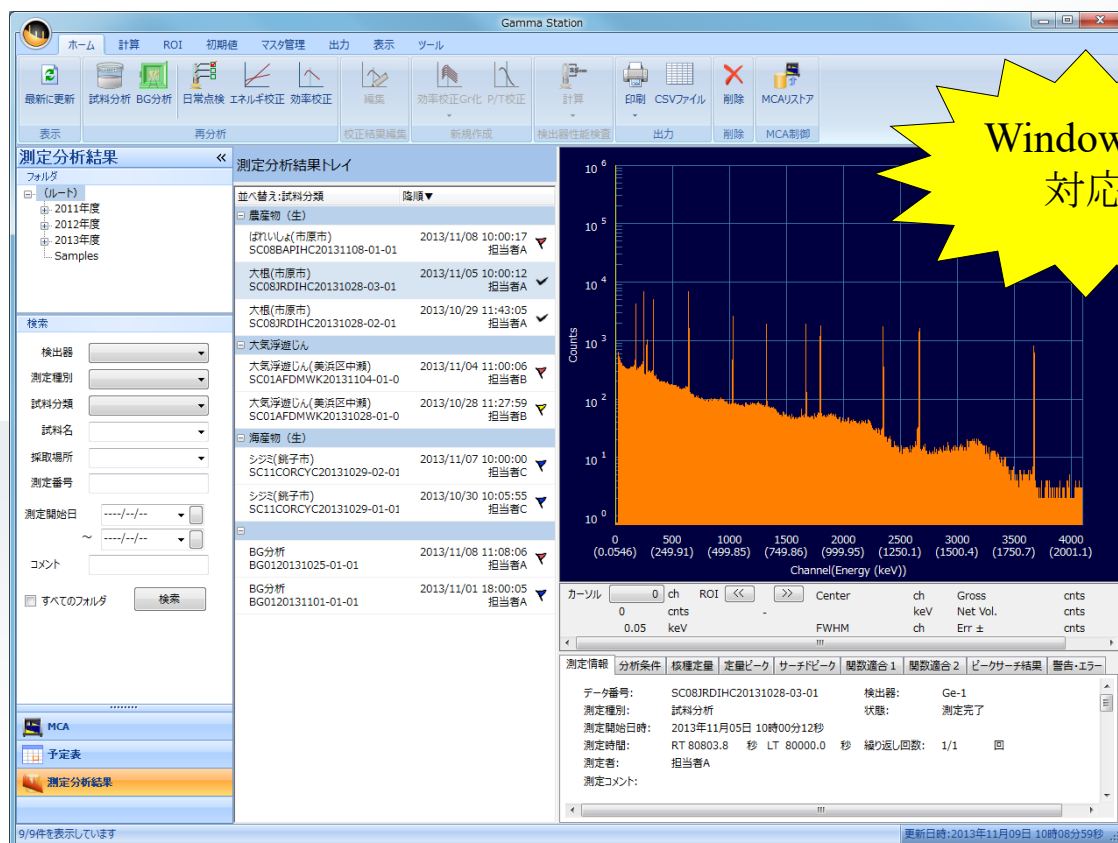 Gamma Station
ホーム 計算 ROI 初期値 マスタ管理 出力 表示 ツール
最新に更新 試料分析 BG分析 日常点検 エネルギ校正 効率校正 編集 効率校正Gr化 P/T校正 計算 印刷 CSVファイル 削除 MCAリストア
表示 再分析 校正結果編集 新規作成 検出器性能検査 出力 削除 MCA制御
Window
対応
測定分析結果 «
フォルダ
(ルート)
2011年度
2012年度
2013年度
Samples
検索
検出器
測定種別
試料分類
試料名
採取場所
測定番号
測定開始日 ----/--/--
~ ----/--/--
コメント
すべてのフォルダ 検索
MCA
予定表
測定分析結果
測定分析結果トレイ
並べ替え:試料分類 降順▼
農産物（生）
ばれいしょ(市原市) 2013/11/08 10:00:17
SC08BAPIHC20131108-01-01 担当者A
大根(市原市) 2013/11/05 10:00:12
SC08JRDIHC20131028-03-01 担当者A
大根(市原市) 2013/10/29 11:43:05
SC08JRDIHC20131028-02-01 担当者A
大気浮遊じん
大気浮遊じん(美浜区中瀬) 2013/11/04 11:00:06
SC01AFDMWK20131104-01-0 担当者B
大気浮遊じん(美浜区中瀬) 2013/10/28 11:27:59
SC01AFDMWK20131028-01-0 担当者B
海産物（生）
シジミ(銚子市) 2013/11/07 10:00:00
SC11CORCYC20131029-02-01 担当者C
シジミ(銚子市) 2013/10/30 10:05:55
SC11CORCYC20131029-01-01 担当者C
BG分析 2013/11/08 11:08:06
BG0120131025-01-01 担当者A
BG分析 2013/11/01 18:00:05
BG0120131101-01-01 担当者A
10 6
10 5
10 4
10 3
10 2
10 1
10 0
Counts
0 500 1000 1500 2000 2500 3000 3500 4000
(0.0546) (249.91) (499.85) (749.86) (999.95) (1250.1) (1500.4) (1750.7) (2001.1)
Channel(Energy (keV))
カーソル 0 ch ROI << >> Center ch Gross cnts
0 cnts - keV Net Vol. cnts
0.05 keV FWHM ch Err ± cnts
測定情報 分析条件 核種定量 定量ピーク サーチドピーク 関数適合1 関数適合2 ピークサーチ結果 警告・エラー
データ番号: SC08JRDIHC20131028-03-01 検出器: Ge-1
測定種別: 試料分析 状態: 測定完了
測定開始日時: 2013年11月05日 10時00分12秒
測定時間: RT 80803.8 秒 LT 80000.0 秒 繰り返し回数: 1/1 回
測定者: 担当者A
測定コメント:
9/9件を表示しています 更新日時:2013年11月09日 10時08分59秒